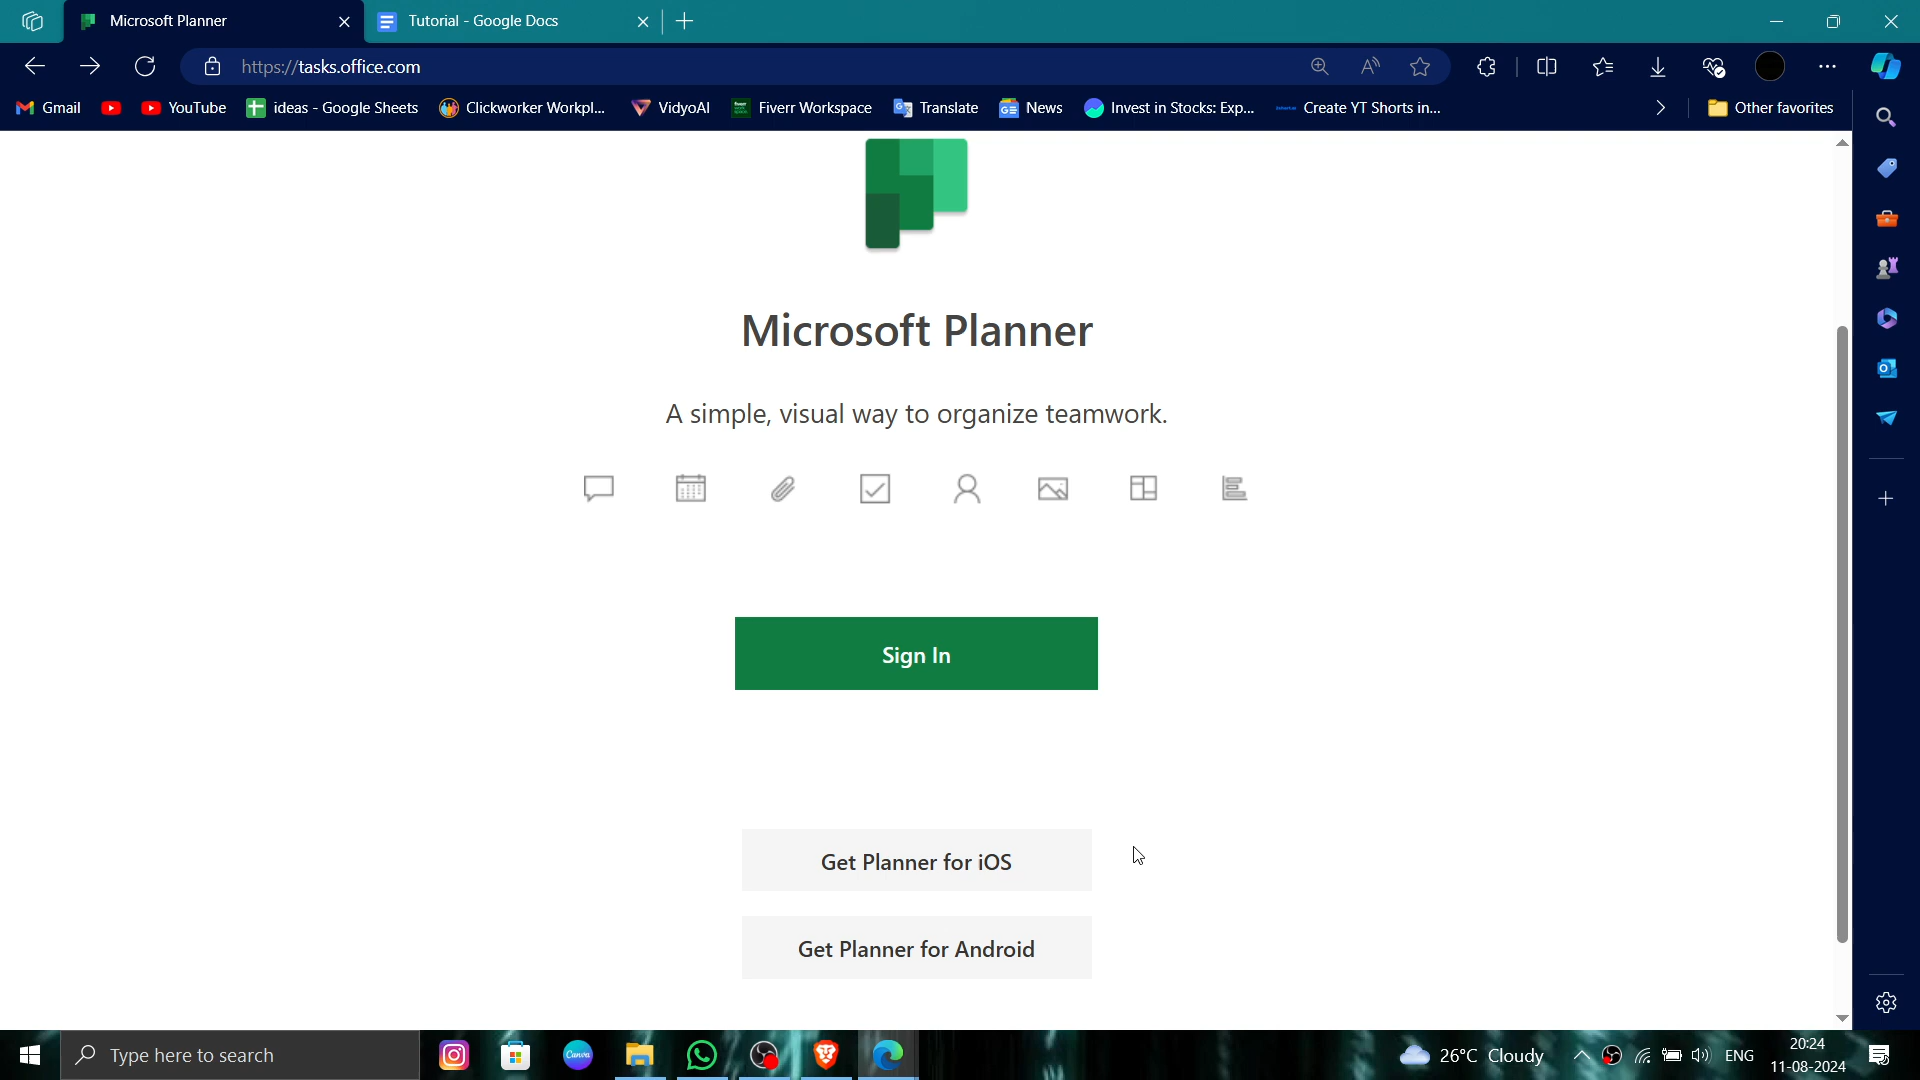 Microsoft Planner
Tutorial - Google Docs
https://tasks.office.com
Gmail YouTube ideas - Google Sheets Clickworker Workpl... VidyoAI Fiverr Workspace Translate News Invest in Stocks: Exp... Create YT Shorts in... Other favorites
Microsoft Planner
A simple, visual way to organize teamwork.
Sign In
Get Planner for iOS
Get Planner for Android
Type here to search
Canva
26°C Cloudy
ENG
20:24
11-08-2024